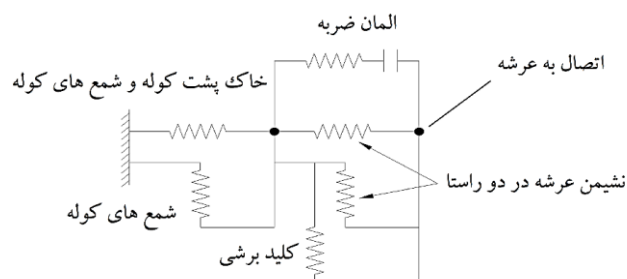 المان ضربه
اتصال به عرشه
خاک پشت کوله و شمع های کوله
نشیمن عرشه در دو راستا
شمع های کوله
کلید برشی